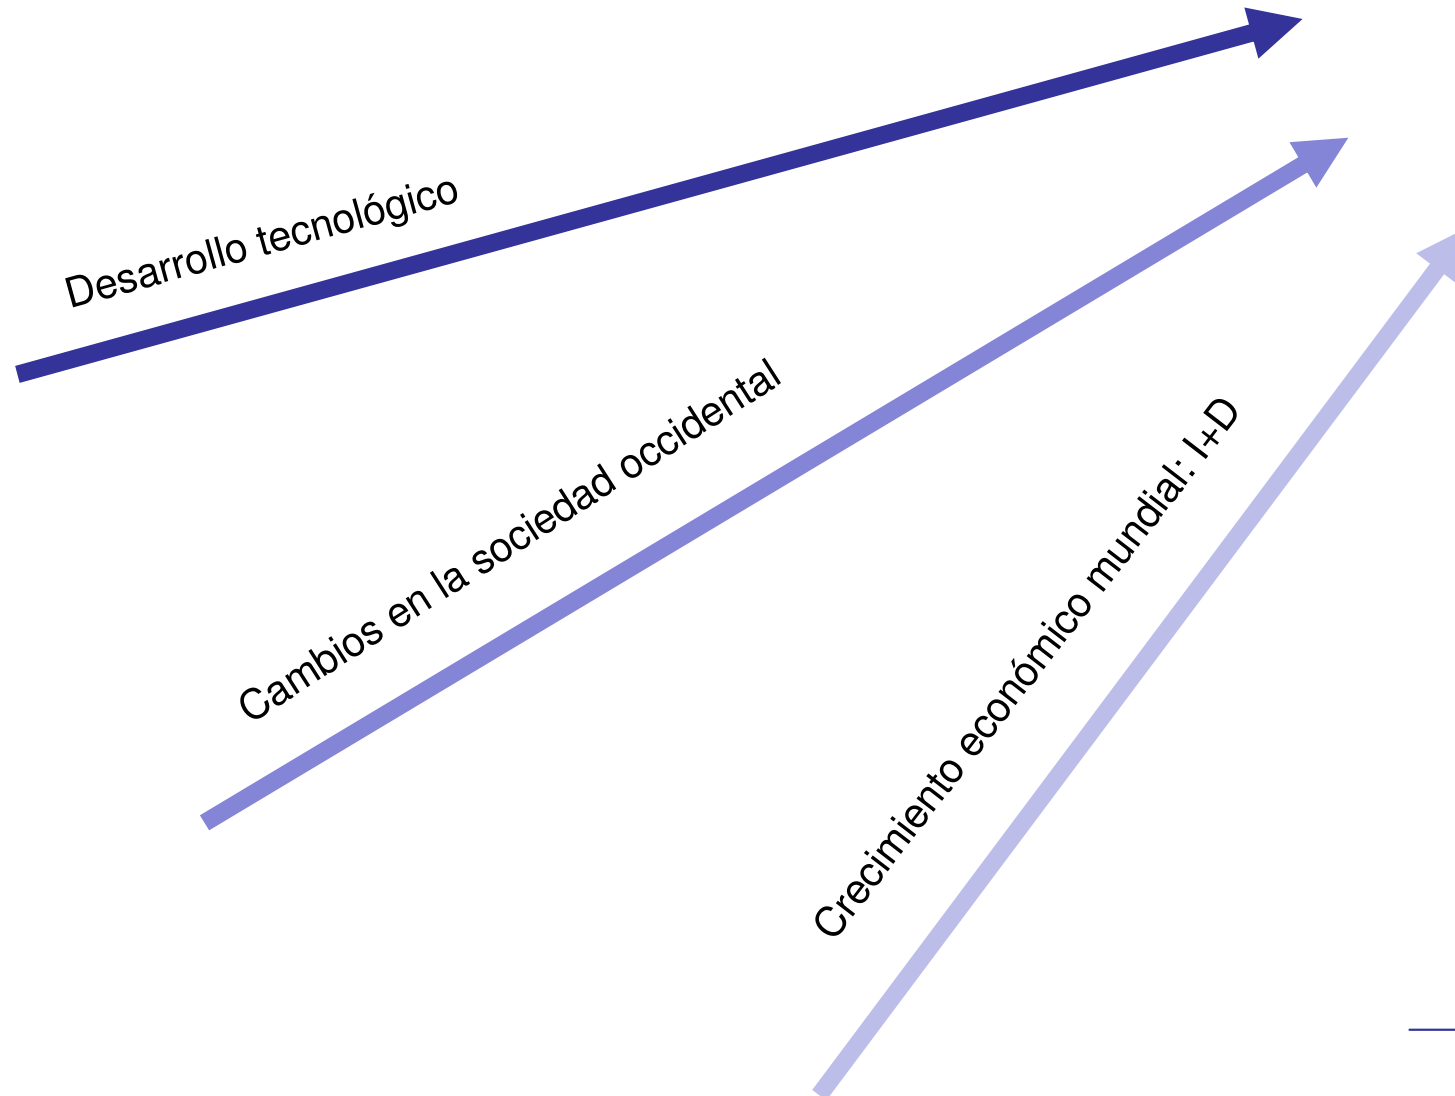 Desarrollo tecnológico
Cambios en la sociedad occidental
Crecimiento económico mundial: I+D